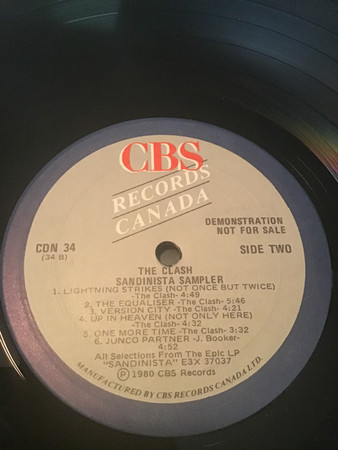 CBS
RECORDS
CANADA
DEMONSTRATION
NOT FOR SALE
CDN 34
(34 B)
SIDE TWO
THE CLASH
SANDINISTA SAMPLER
1. LIGHTNING STRIKES (NOT ONCE BUT TWICE)
-The Clash- 4:49
2. THE EQUALISER -The Clash- 5:46
3. VERSION CITY -The Clash- 4:21
4. UP IN HEAVEN (NOT ONLY HERE)
-The Clash- 4:32
5. ONE MORE TIME -The Clash- 3:32
6. JUNCO PARTNER -J. Booker-
4:52
All Selections From The Epic LP
"SANDINISTA" E3X 37037
Ⓟ 1980 CBS Records
MANUFACTURED BY CBS RECORDS CANADA LTD.